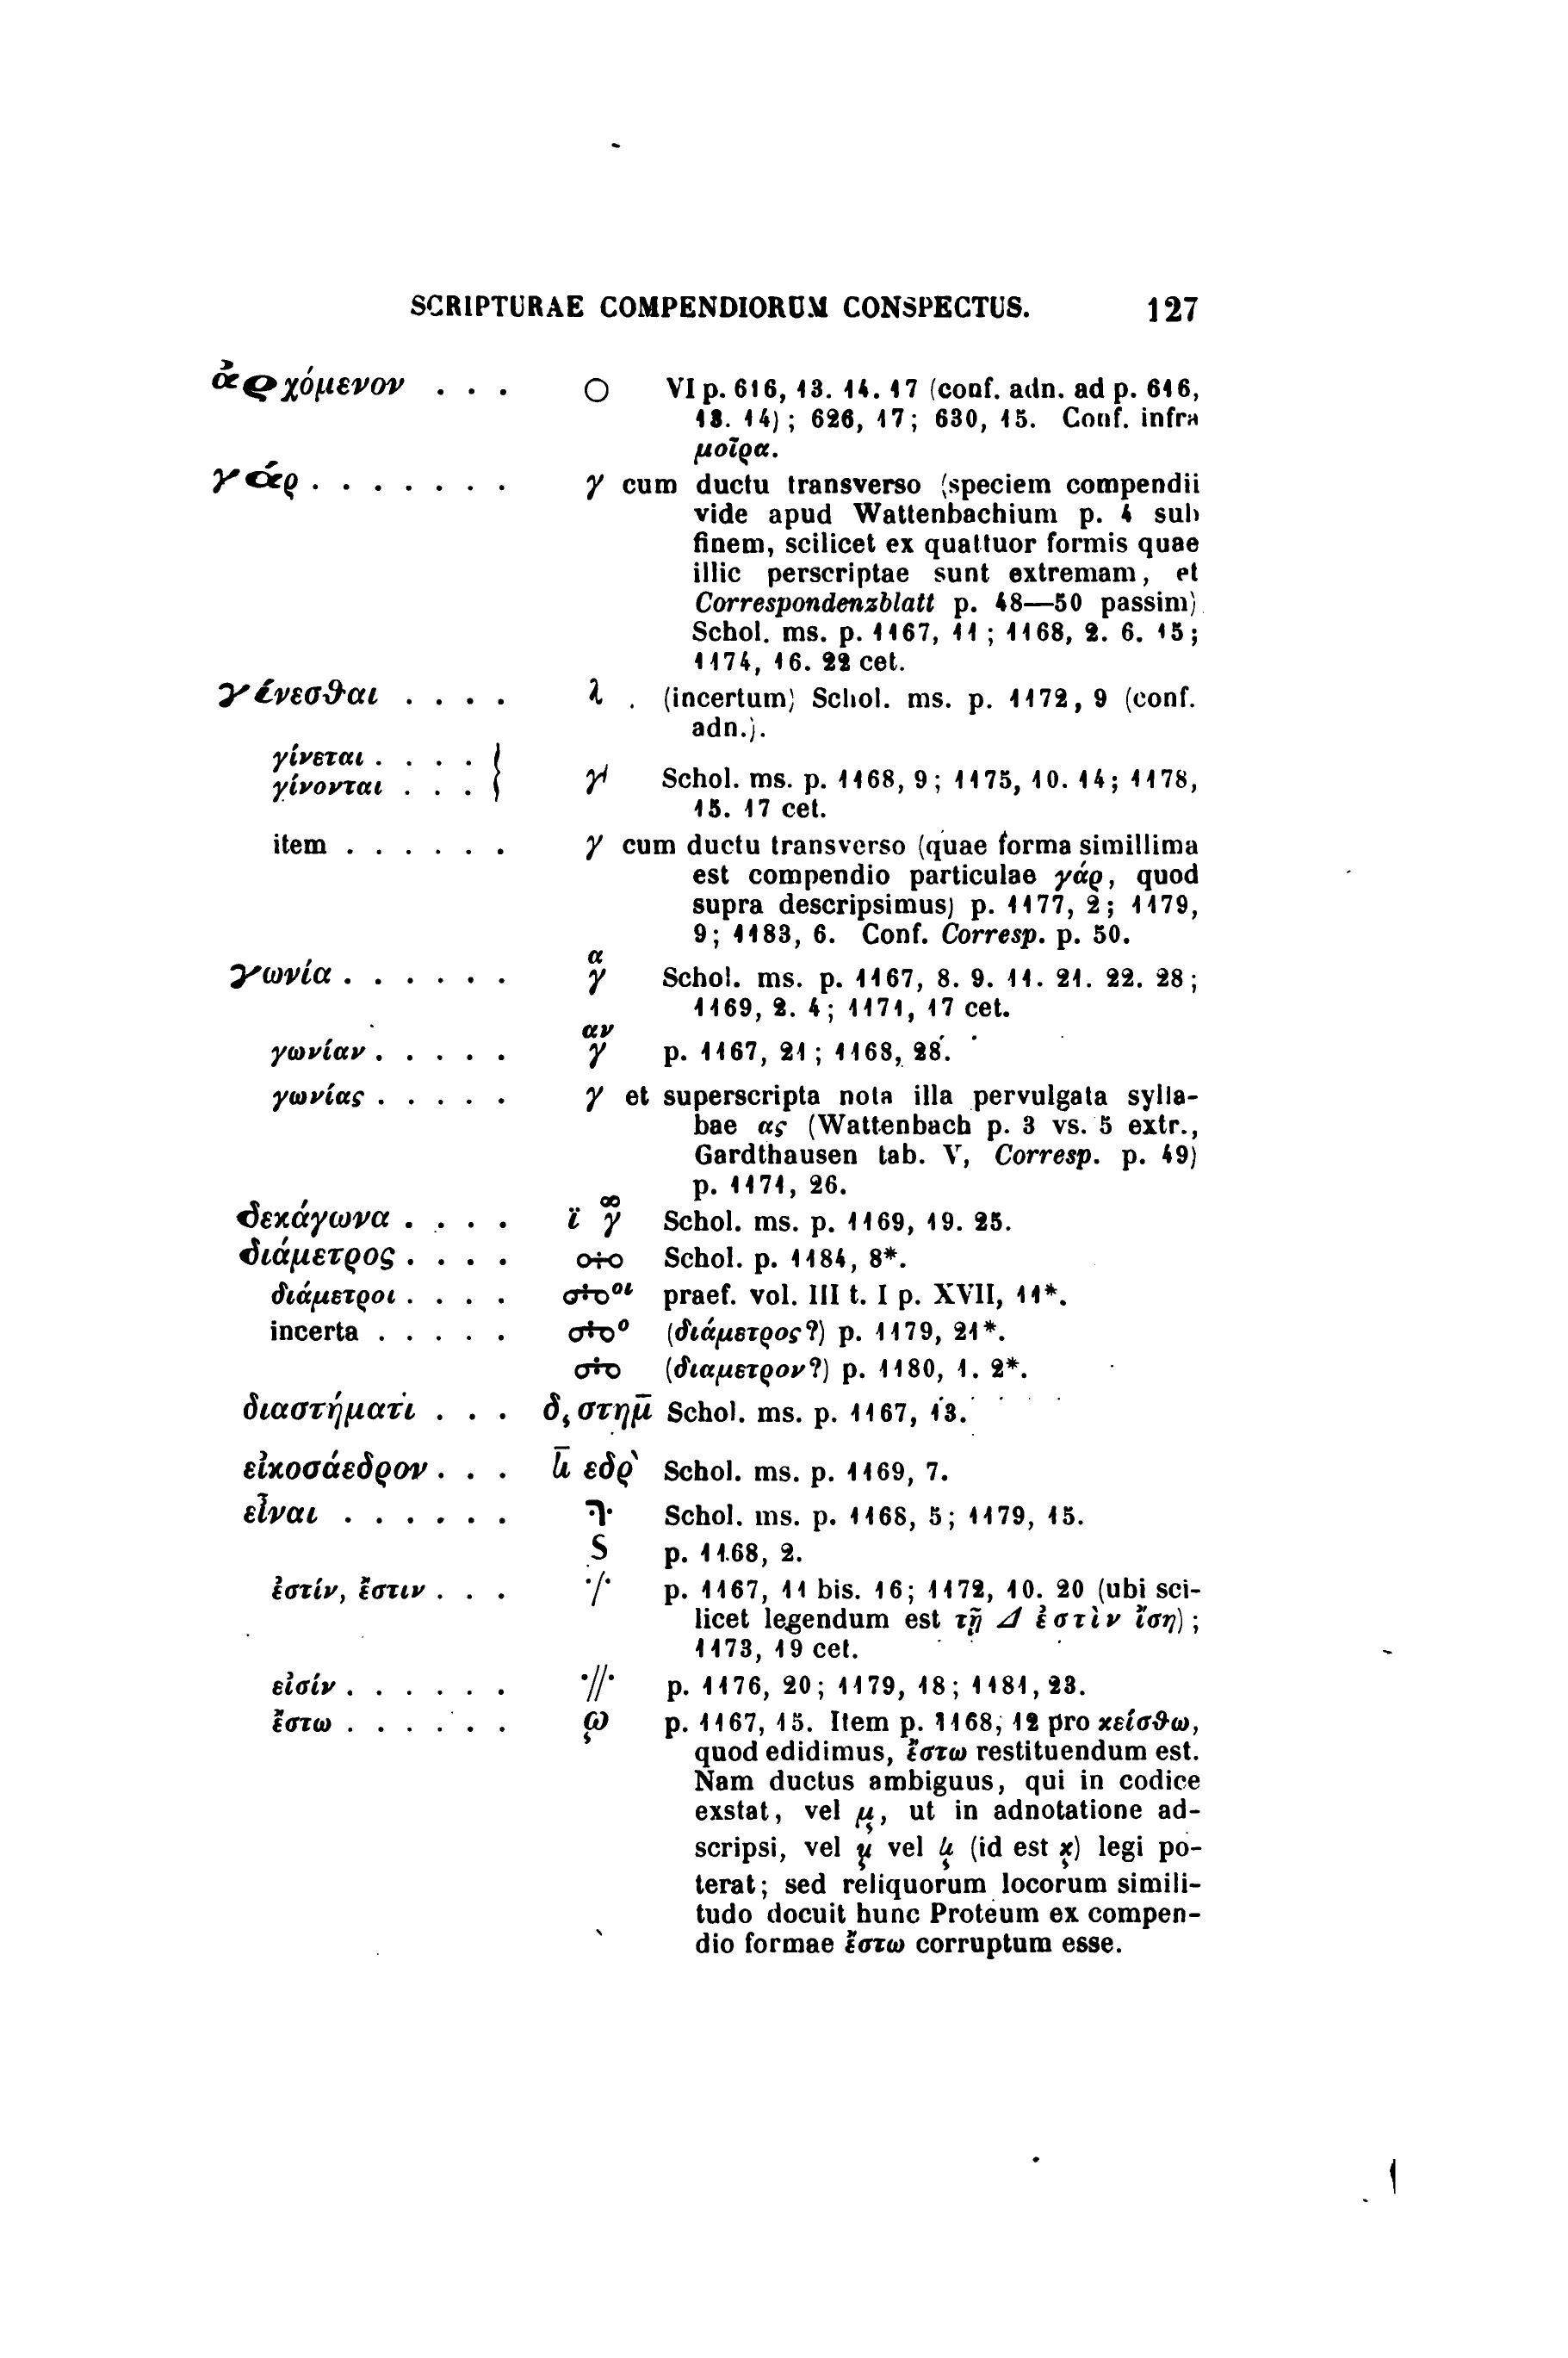 SCRIPTURAE COMPENDIORUM CONSPECTUS. 127
ἀρχόμενον . . . ○ VI p. 616, 13. 14. 17 (conf. adn. ad p. 616,
13. 14); 626, 17; 630, 15. Conf. infra
μοῖρα.
γάρ . . . . . . . γ cum ductu transverso (speciem compendii
vide apud Wattenbachium p. 4 sub
finem, scilicet ex quattuor formis quae
illic perscriptae sunt extremam, et
Correspondenzblatt p. 48—50 passim)
Schol. ms. p. 1167, 11; 1168, 2. 6. 15;
1174, 16. 22 cet.
γίνεσθαι . . . . λ . (incertum) Schol. ms. p. 1172, 9 (conf.
adn.).
γίνεται . . . .
γίνονται . . . Schol. ms. p. 1168, 9; 1175, 10. 14; 1178,
15. 17 cet.
item . . . . . . γ cum ductu transverso (quae forma simillima
est compendio particulae γάρ, quod
supra descripsimus) p. 1177, 2; 1179,
9; 1183, 6. Conf. Corresp. p. 50.
α
γωνία . . . . . . γ Schol. ms. p. 1167, 8. 9. 11. 21. 22. 28;
1169, 2. 4; 1171, 17 cet.
αν
γωνίαν . . . . . γ p. 1167, 21; 1168, 28.
γωνίας . . . . . γ et superscripta nota illa pervulgata sylla-
bae ας (Wattenbach p. 3 vs. 5 extr.,
Gardthausen tab. V, Corresp. p. 49)
p. 1171, 26.
∞
δεκάγωνα . . . . ϊ γ Schol. ms. p. 1169, 19. 25.
διάμετρος . . . . Schol. p. 1184, 8*.
διάμετροι . . . . praef. vol. III t. I p. XVII, 11*.
incerta . . . . . (διάμετρος?) p. 1179, 21*.
(διαμετρον?) p. 1180, 1. 2*.
διαστήματι . . . δ, στημ̄ Schol. ms. p. 1167, 13.
εἰκοσάεδρον . . . εδρ` Schol. ms. p. 1169, 7.
εἶναι . . . . . . Schol. ms. p. 1168, 5; 1179, 15.
S p. 1168, 2.
ἐστίν, ἔστιν . . . ·/· p. 1167, 11 bis. 16; 1172, 10. 20 (ubi sci-
licet legendum est τῇ Δ ἐστὶν ἴση);
1173, 19 cet.
εἰσίν . . . . . . ·//· p. 1176, 20; 1179, 18; 1181, 23.
ἔστω . . . . . . ω̦ p. 1167, 15. Item p. 1168, 12 pro κείσθω,
quod edidimus, ἔστω restituendum est.
Nam ductus ambiguus, qui in codice
exstat, vel μ̦, ut in adnotatione ad-
scripsi, vel vel (id est κ̦) legi po-
terat; sed reliquorum locorum simili-
tudo docuit hunc Proteum ex compen-
dio formae ἔστω corruptum esse.